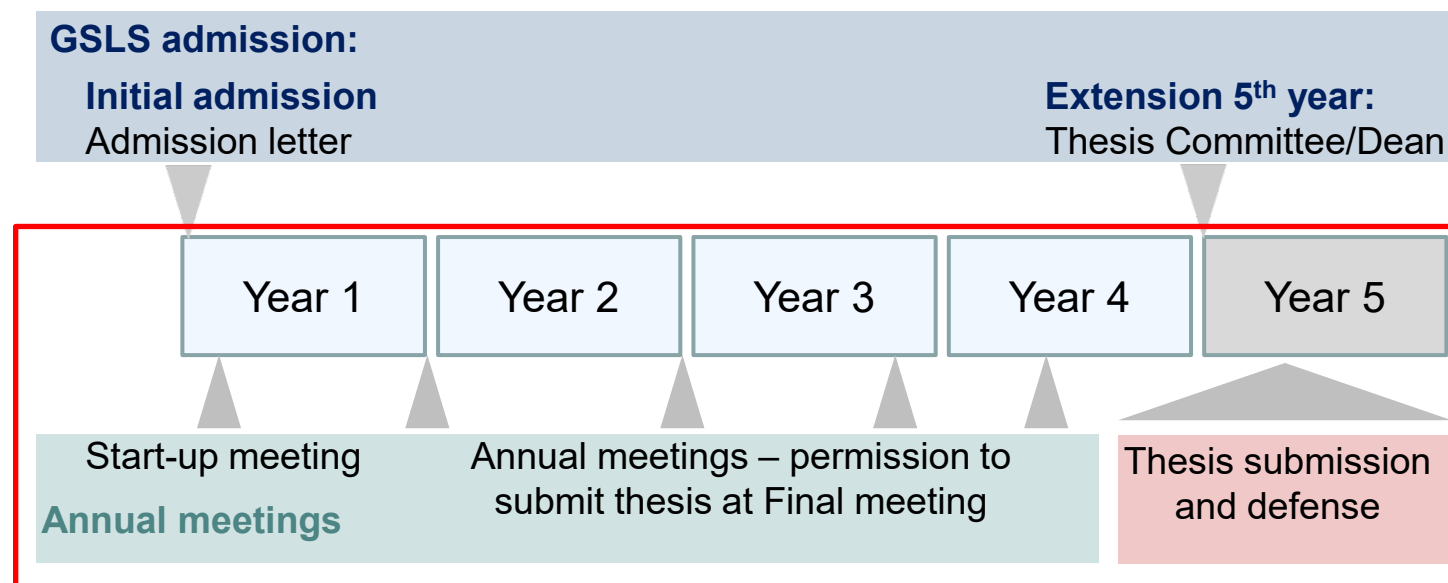 GSLS admission:
Initial admission
Admission letter
Extension 5th year:
Thesis Committee/Dean
Year 1
Year 2
Year 3
Year 4
Year 5
Start-up meeting
Annual meetings
Annual meetings – permission to
submit thesis at Final meeting
Thesis submission
and defense